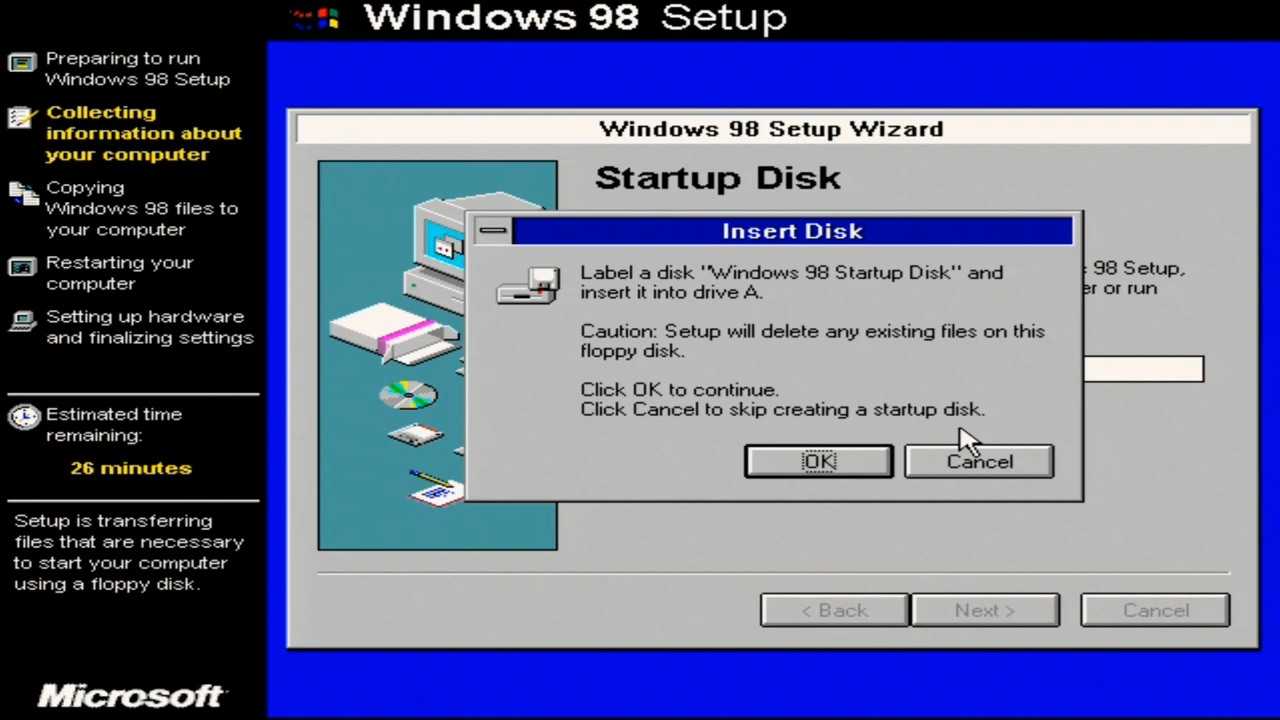 Windows 98 Setup
Preparing to run
Windows 98 Setup
Collecting
information about
your computer
Copying
Windows 98 files to
your computer
Restarting your
computer
Setting up hardware
and finalizing settings
Estimated time
remaining:
26 minutes
Setup is transferring
files that are necessary
to start your computer
using a floppy disk.
Microsoft
Windows 98 Setup Wizard
Startup Disk
98 Setup,
er or run
Insert Disk
Label a disk "Windows 98 Startup Disk" and
insert it into drive A.
Caution: Setup will delete any existing files on this
floppy disk.
Click OK to continue.
Click Cancel to skip creating a startup disk.
OK
Cancel
< Back
Next >
Cancel